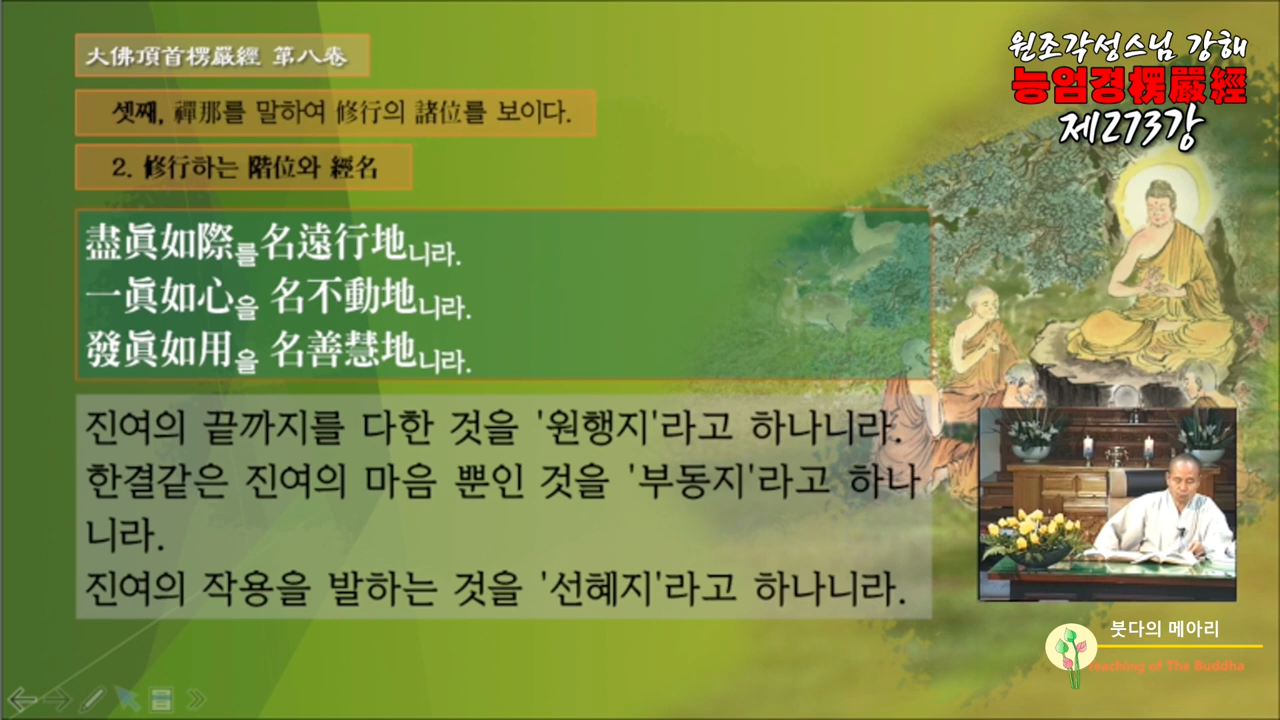 大佛頂首楞嚴經 第八卷
셋째, 禪那를 말하여 修行의 諸位를 보이다.
2. 修行하는 階位와 經名
盡眞如際를名遠行地니라.
一眞如心을 名不動地니라.
發眞如用을 名善慧地니라.
진여의 끝까지를 다한 것을 '원행지'라고 하나니라.
한결같은 진여의 마음 뿐인 것을 '부동지'라고 하나
니라.
진여의 작용을 발하는 것을 '선혜지'라고 하나니라.
원조각성스님 강해
능엄경楞嚴經
제273강
붓다의 메아리
Teaching of The Buddha